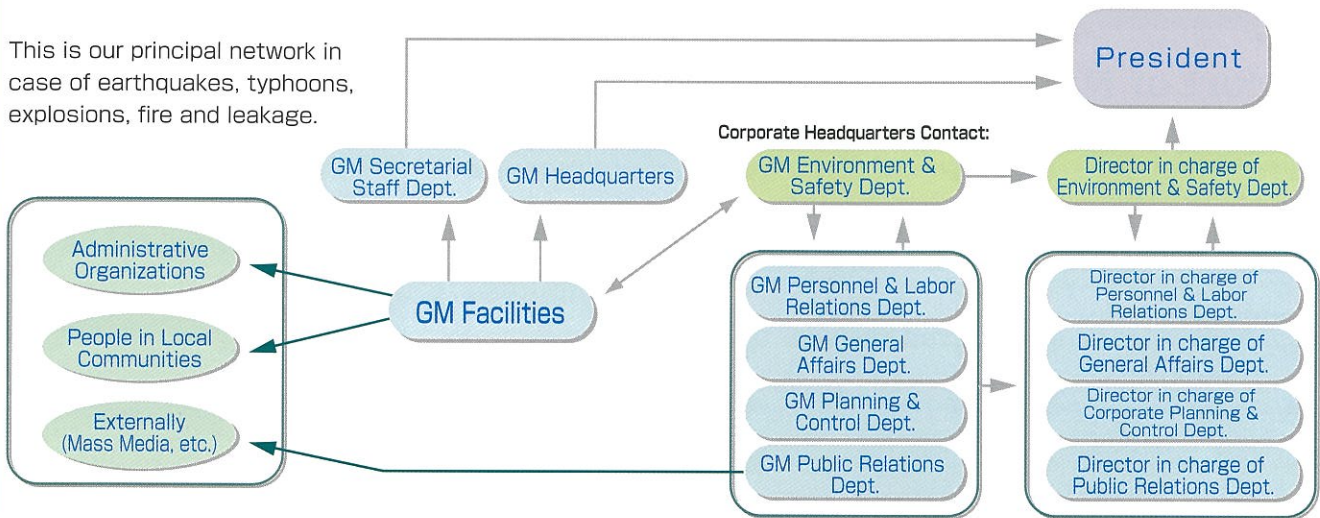 This is our principal network in
case of earthquakes, typhoons,
explosions, fire and leakage.
President
Corporate Headquarters Contact:
GM Secretarial
Staff Dept.
GM Headquarters
GM Environment &
Safety Dept.
Director in charge of
Environment & Safety Dept.
Administrative
Organizations
People in Local
Communities
Externally
(Mass Media, etc.)
GM Facilities
GM Personnel & Labor
Relations Dept.
GM General
Affairs Dept.
GM Planning &
Control Dept.
GM Public Relations
Dept.
Director in charge of
Personnel & Labor
Relations Dept.
Director in charge of
General Affairs Dept.
Director in charge of
Corporate Planning &
Control Dept.
Director in charge of
Public Relations Dept.